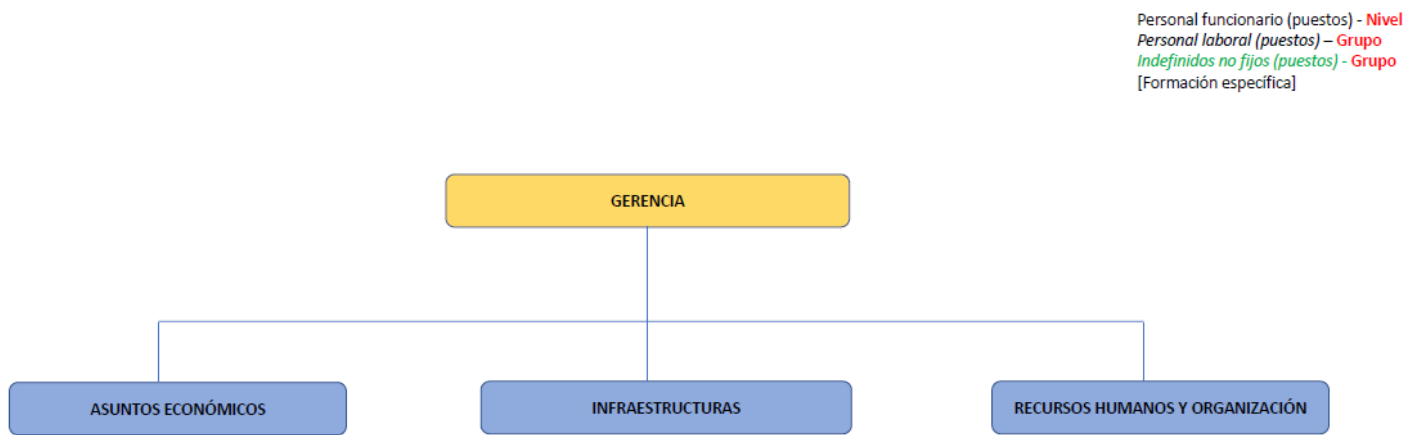 Personal funcionario (puestos) - Nivel
Personal laboral (puestos) – Grupo
Indefinidos no fijos (puestos) - Grupo
[Formación específica]
GERENCIA
ASUNTOS ECONÓMICOS
INFRAESTRUCTURAS
RECURSOS HUMANOS Y ORGANIZACIÓN